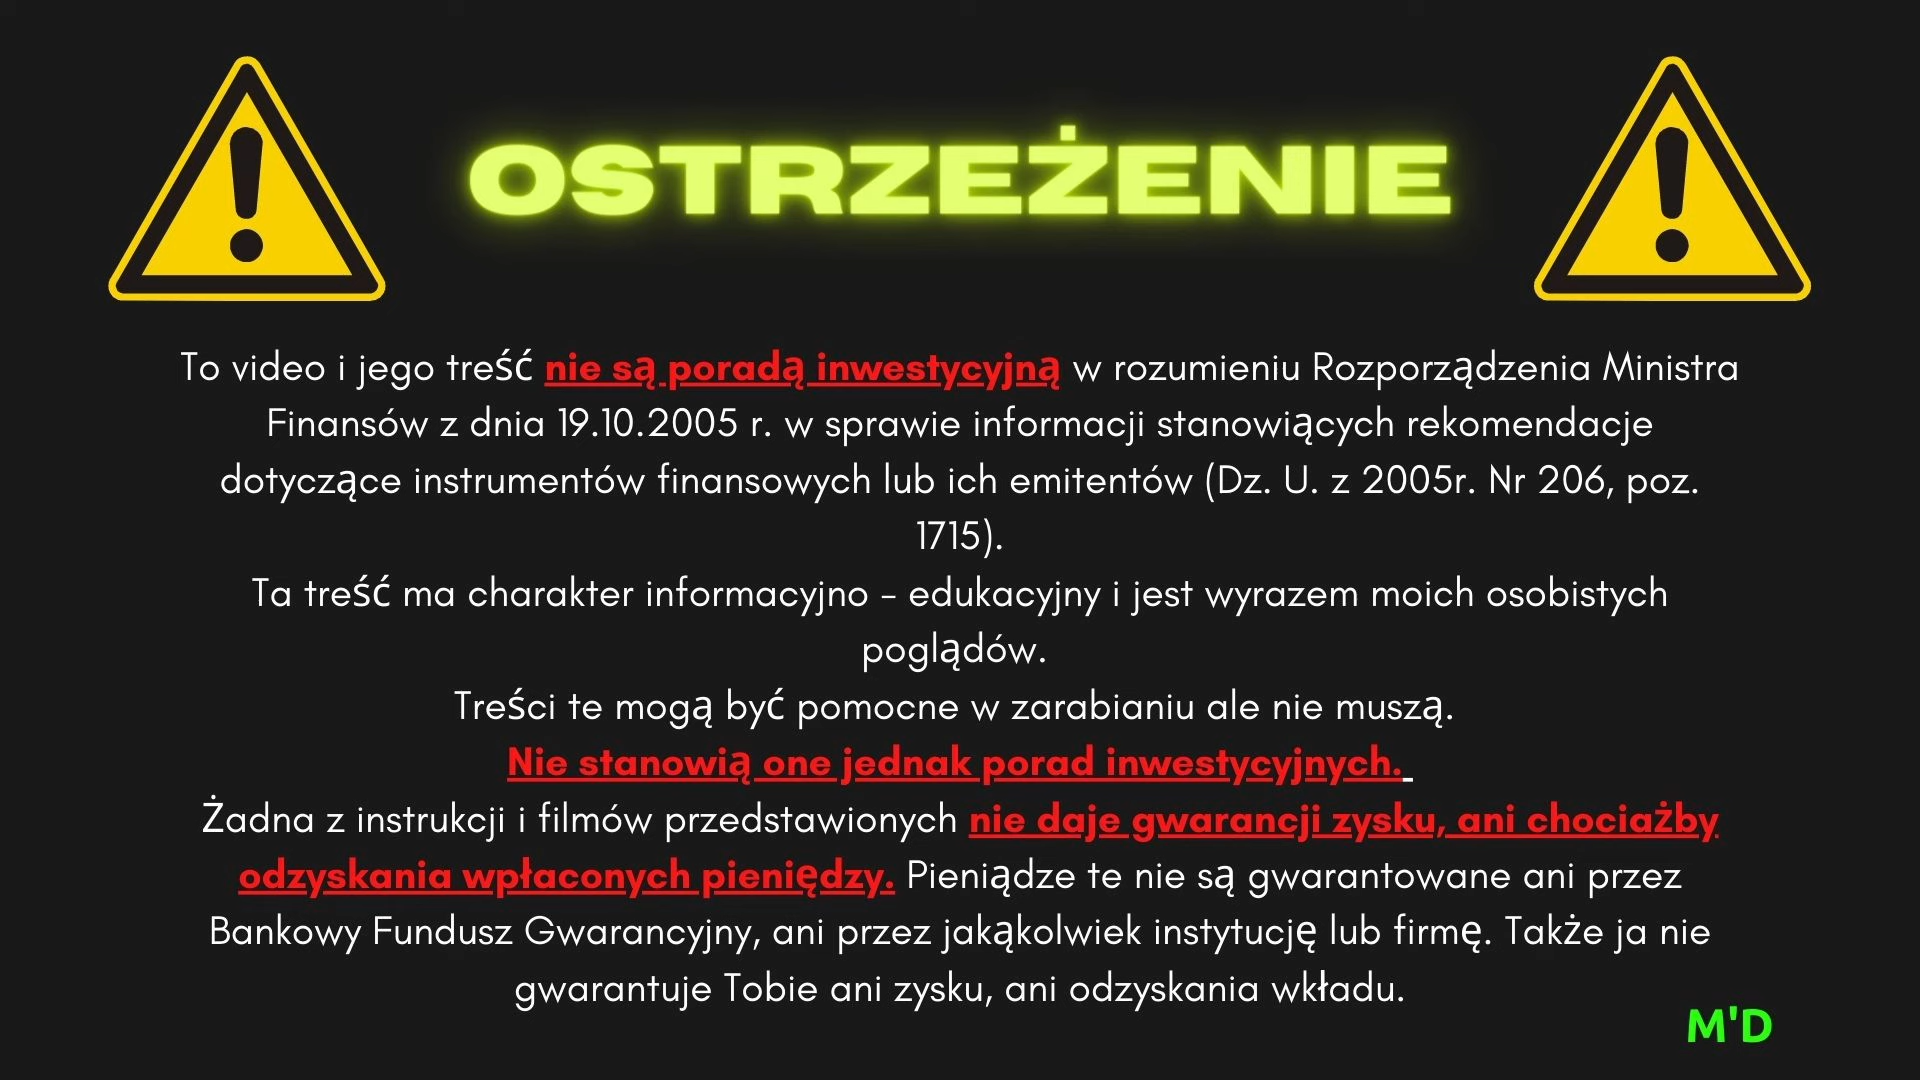 OSTRZEŻENIE
To video i jego treść nie są poradą inwestycyjną w rozumieniu Rozporządzenia Ministra
Finansów z dnia 19.10.2005 r. w sprawie informacji stanowiących rekomendacje
dotyczące instrumentów finansowych lub ich emitentów (Dz. U. z 2005r. Nr 206, poz.
1715).
Ta treść ma charakter informacyjno - edukacyjny i jest wyrazem moich osobistych
poglądów.
Treści te mogą być pomocne w zarabianiu ale nie muszą.
Nie stanowią one jednak porad inwestycyjnych.
Żadna z instrukcji i filmów przedstawionych nie daje gwarancji zysku, ani chociażby
odzyskania wpłaconych pieniędzy. Pieniądze te nie są gwarantowane ani przez
Bankowy Fundusz Gwarancyjny, ani przez jakąkolwiek instytucję lub firmę. Także ja nie
gwarantuje Tobie ani zysku, ani odzyskania wkładu.
M'D